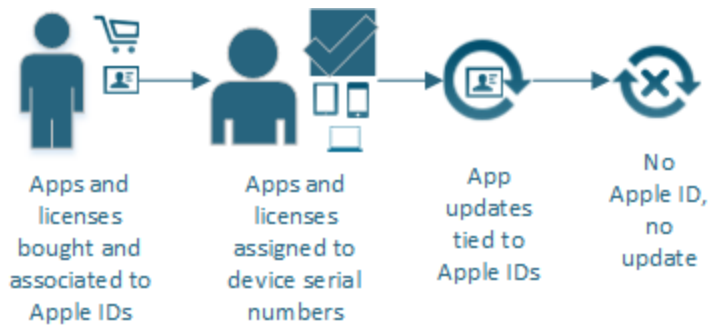 Apps and
licenses
bought and
associated to
Apple IDs
Apps and
licenses
assigned to
device serial
numbers
App
updates
tied to
Apple IDs
No
Apple ID,
no
update